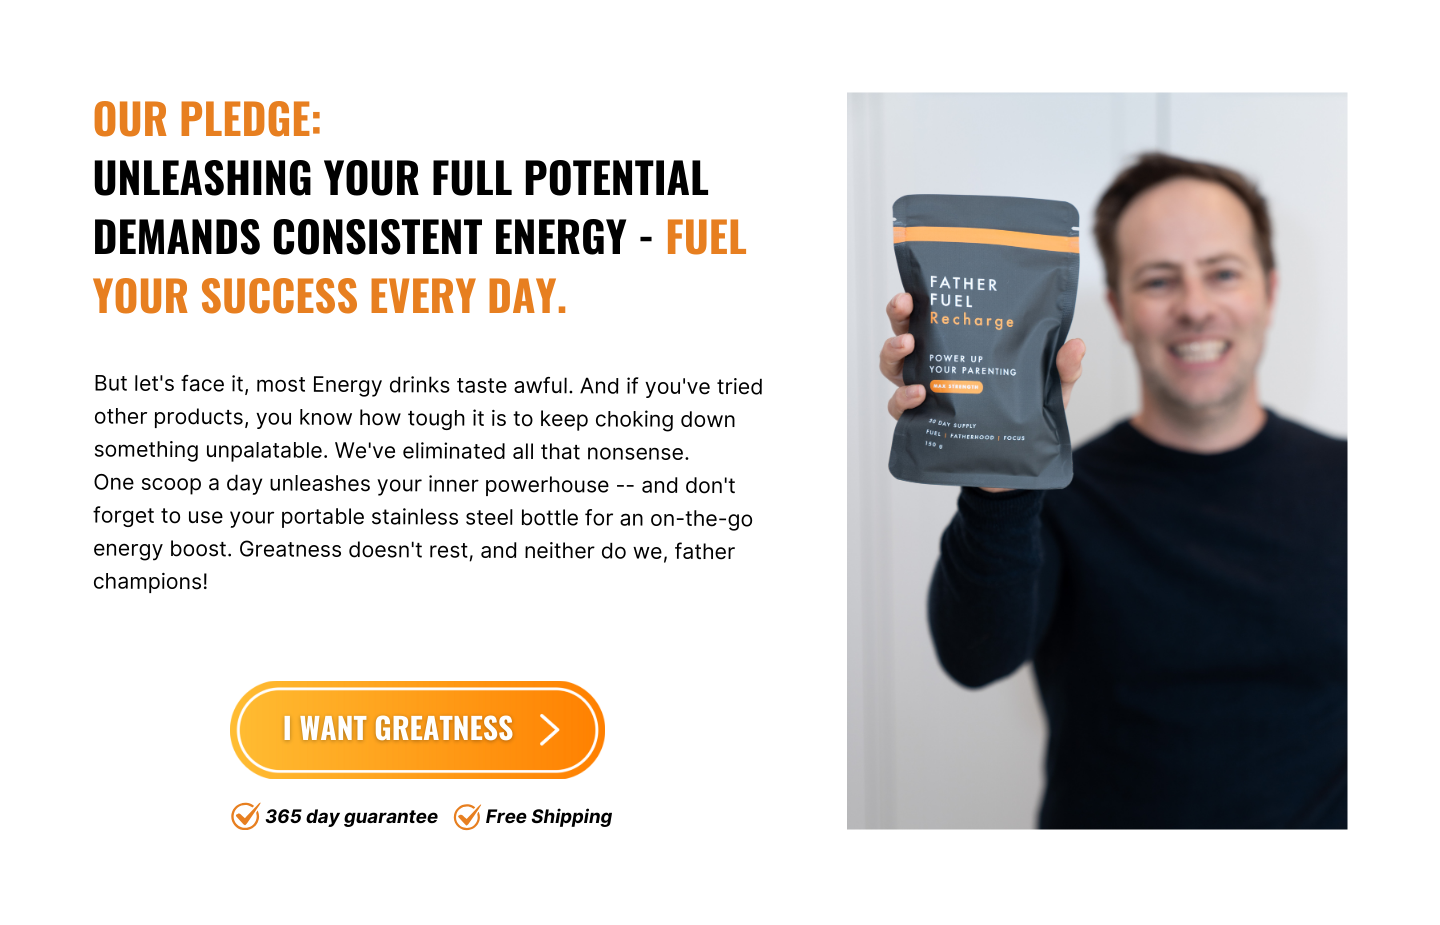 OUR PLEDGE:
UNLEASHING YOUR FULL POTENTIAL
DEMANDS CONSISTENT ENERGY - FUEL
YOUR SUCCESS EVERY DAY.
But let's face it, most Energy drinks taste awful. And if you've tried
other products, you know how tough it is to keep choking down
something unpalatable. We've eliminated all that nonsense.
One scoop a day unleashes your inner powerhouse -- and don't
forget to use your portable stainless steel bottle for an on-the-go
energy boost. Greatness doesn't rest, and neither do we, father
champions!
I WANT GREATNESS
365 day guarantee Free Shipping
FATHER
FUEL
Recharge
POWER UP
YOUR PARENTING
MAX STRENGTH
DAY SUPPLY
FUEL | FATHERHOOD | FOCUS
150 g